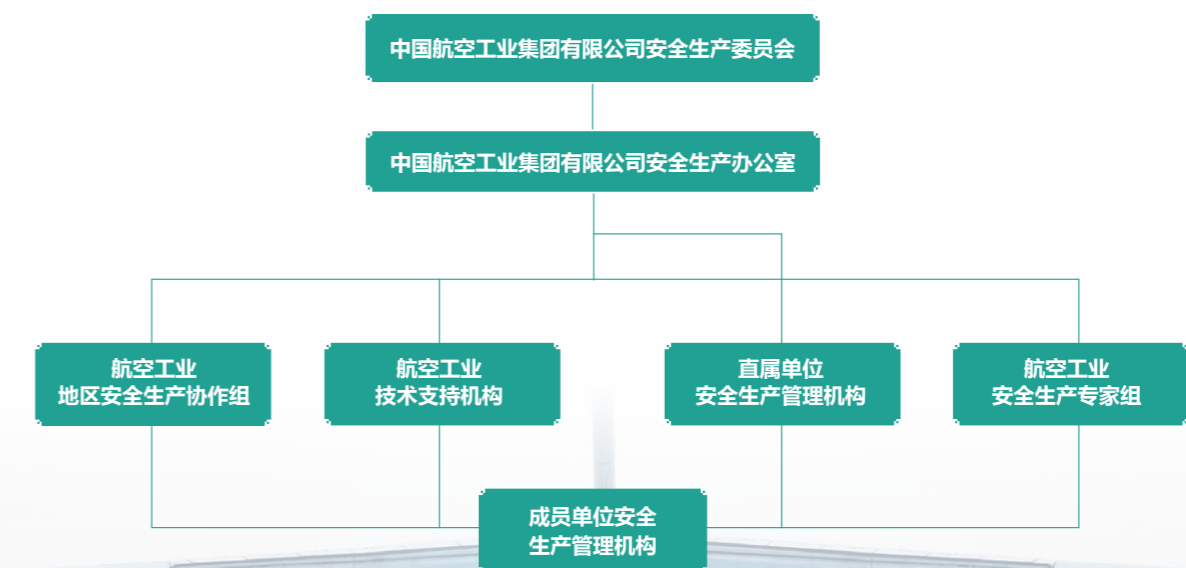 中国航空工业集团有限公司安全生产委员会
中国航空工业集团有限公司安全生产办公室
航空工业
地区安全生产协作组
航空工业
技术支持机构
直属单位
安全生产管理机构
航空工业
安全生产专家组
成员单位安全
生产管理机构